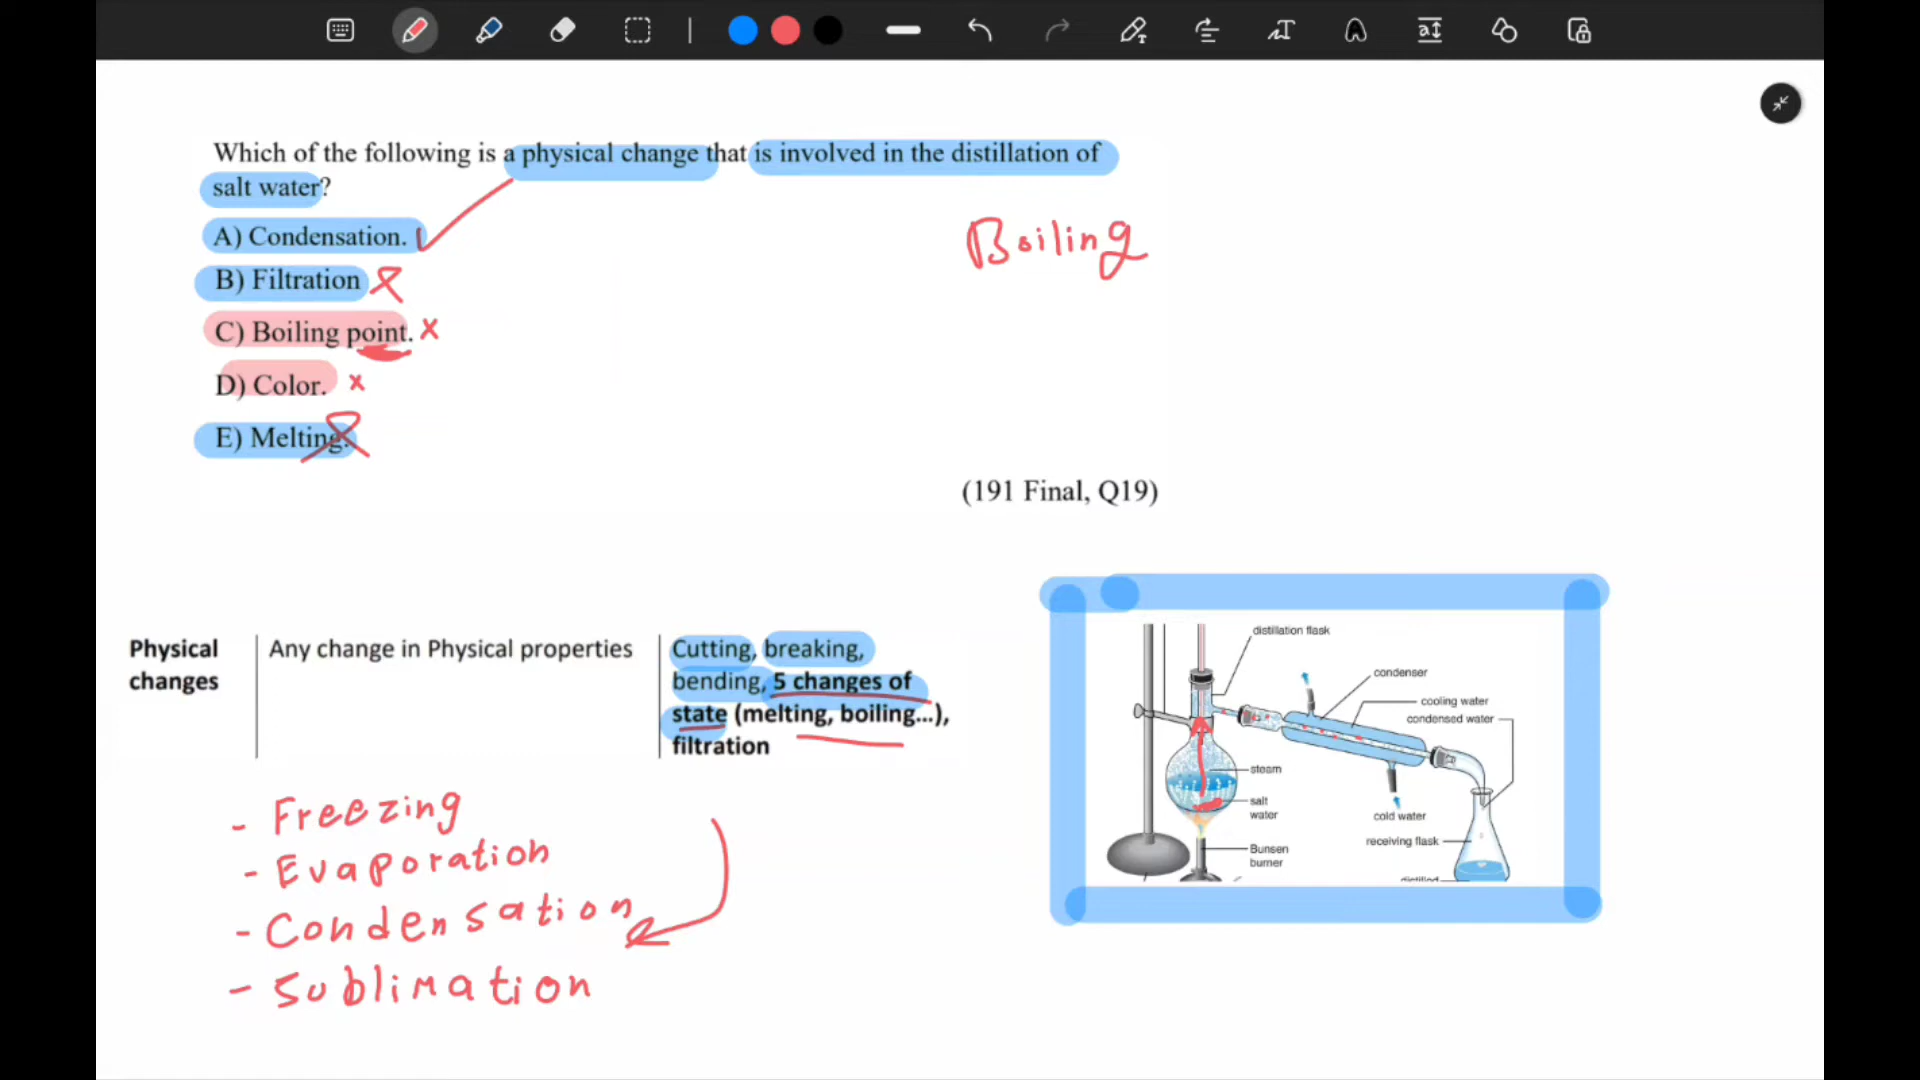 Which of the following is a physical change that is involved in the distillation of
salt water?
A) Condensation.
B) Filtration
C) Boiling point.
D) Color.
E) Melting.
Boiling
(191 Final, Q19)
Physical
changes
Any change in Physical properties
Cutting, breaking,
bending, 5 changes of
state (melting, boiling...),
filtration
- Freezing
- Evaporation
- Condensation
- Sublimation
distillation flask
condenser
cooling water
condensed water
steam
salt
water
cold water
receiving flask
Bunsen
burner